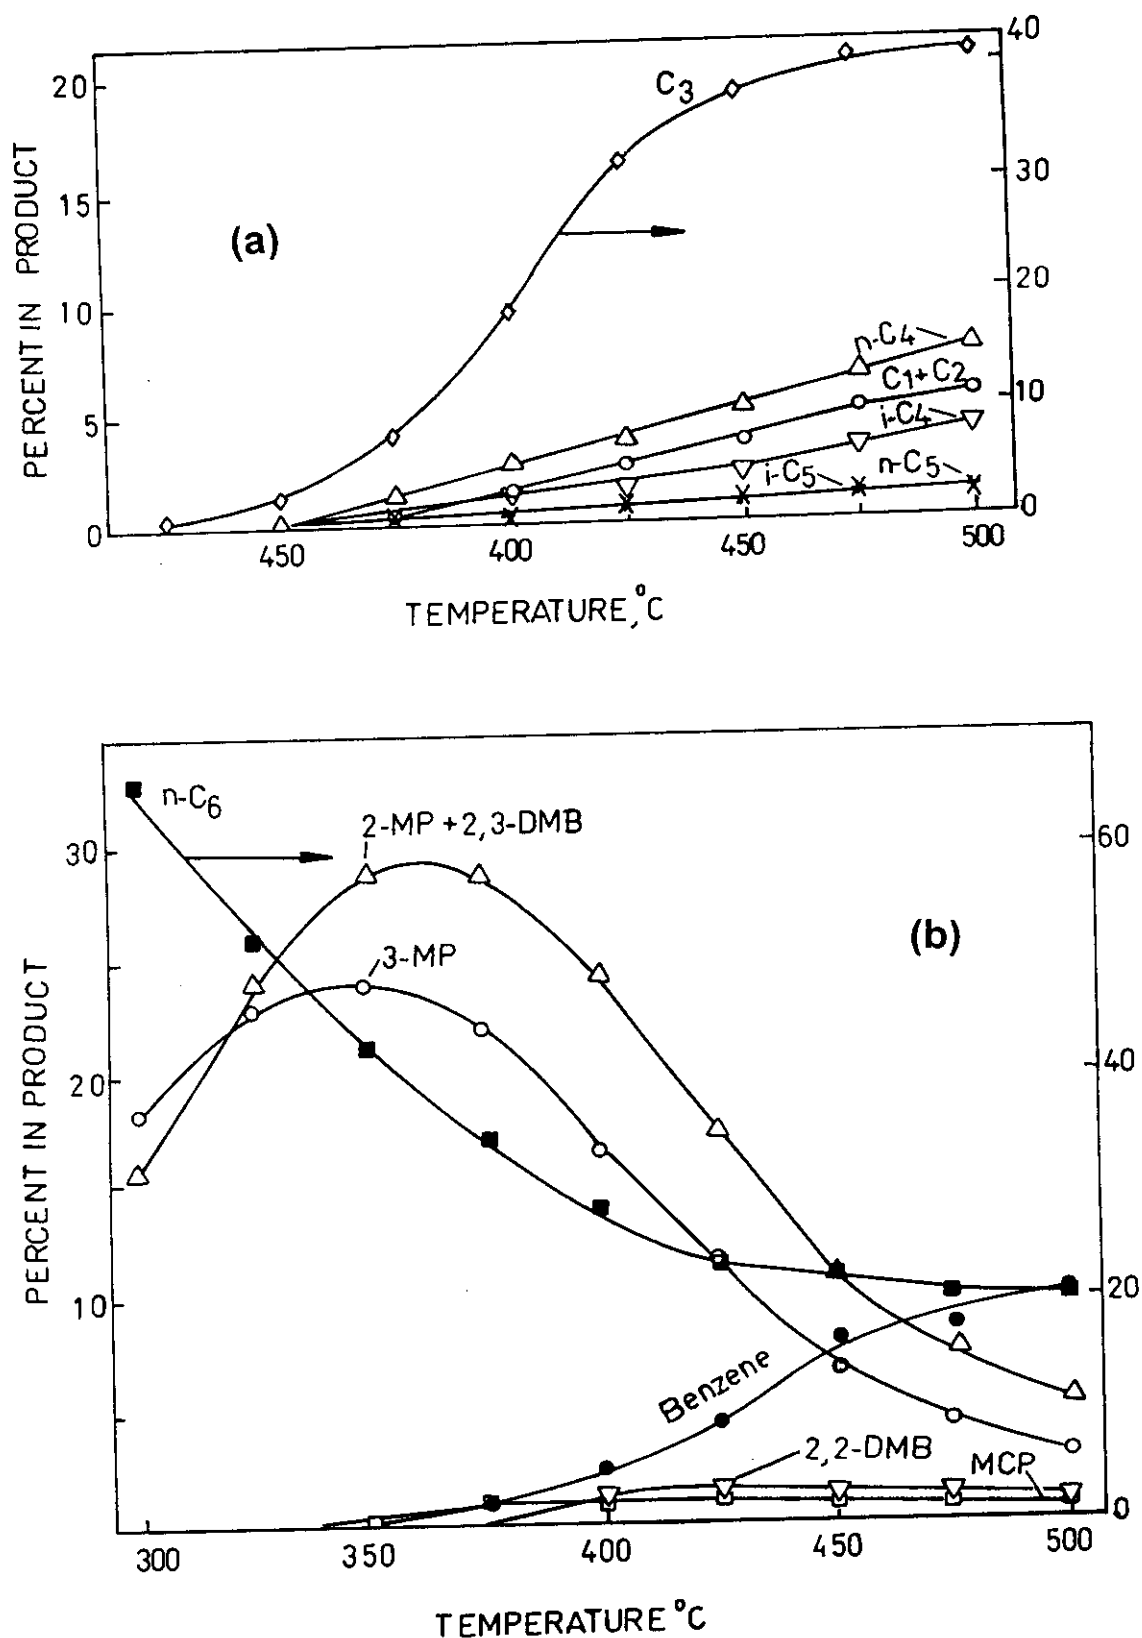 40
20
C3
PERCENT IN PRODUCT
30
15
(a)
20
10
n-C4
C1+C2
10
5
i-C4
i-C5
n-C5
0
0
450
400
450
500
TEMPERATURE,°C
n-C6
2-MP + 2,3-DMB
60
30
(b)
3-MP
PERCENT IN PRODUCT
40
20
20
10
Benzene
2,2-DMB
MCP
0
300
350
400
450
500
TEMPERATURE °C